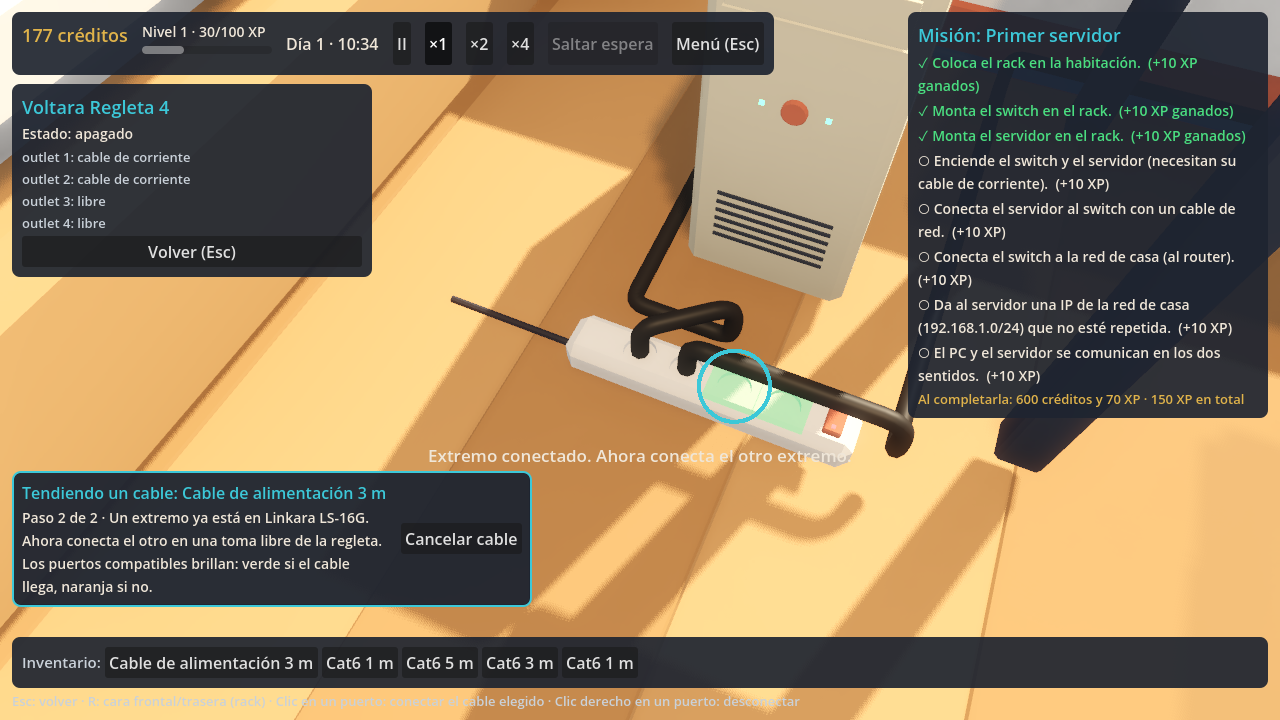 177 créditos
Nivel 1 · 30/100 XP
Día 1 · 10:34
II
×1
×2
×4
Saltar espera
Menú (Esc)
Voltara Regleta 4
Estado: apagado
outlet 1: cable de corriente
outlet 2: cable de corriente
outlet 3: libre
outlet 4: libre
Volver (Esc)
Misión: Primer servidor
✓ Coloca el rack en la habitación. (+10 XP
ganados)
✓ Monta el switch en el rack. (+10 XP ganados)
✓ Monta el servidor en el rack. (+10 XP ganados)
○ Enciende el switch y el servidor (necesitan su
cable de corriente). (+10 XP)
○ Conecta el servidor al switch con un cable de
red. (+10 XP)
○ Conecta el switch a la red de casa (al router).
(+10 XP)
○ Da al servidor una IP de la red de casa
(192.168.1.0/24) que no esté repetida. (+10 XP)
○ El PC y el servidor se comunican en los dos
sentidos. (+10 XP)
Al completarla: 600 créditos y 70 XP · 150 XP en total
Extremo conectado. Ahora conecta el otro extremo
Tendiendo un cable: Cable de alimentación 3 m
Paso 2 de 2 · Un extremo ya está en Linkara LS-16G.
Ahora conecta el otro en una toma libre de la regleta.
Los puertos compatibles brillan: verde si el cable
llega, naranja si no.
Cancelar cable
Inventario:
Cable de alimentación 3 m
Cat6 1 m
Cat6 5 m
Cat6 3 m
Cat6 1 m
Esc: volver · R: cara frontal/trasera (rack) · Clic en un puerto: conectar el cable elegido · Clic derecho en un puerto: desconectar